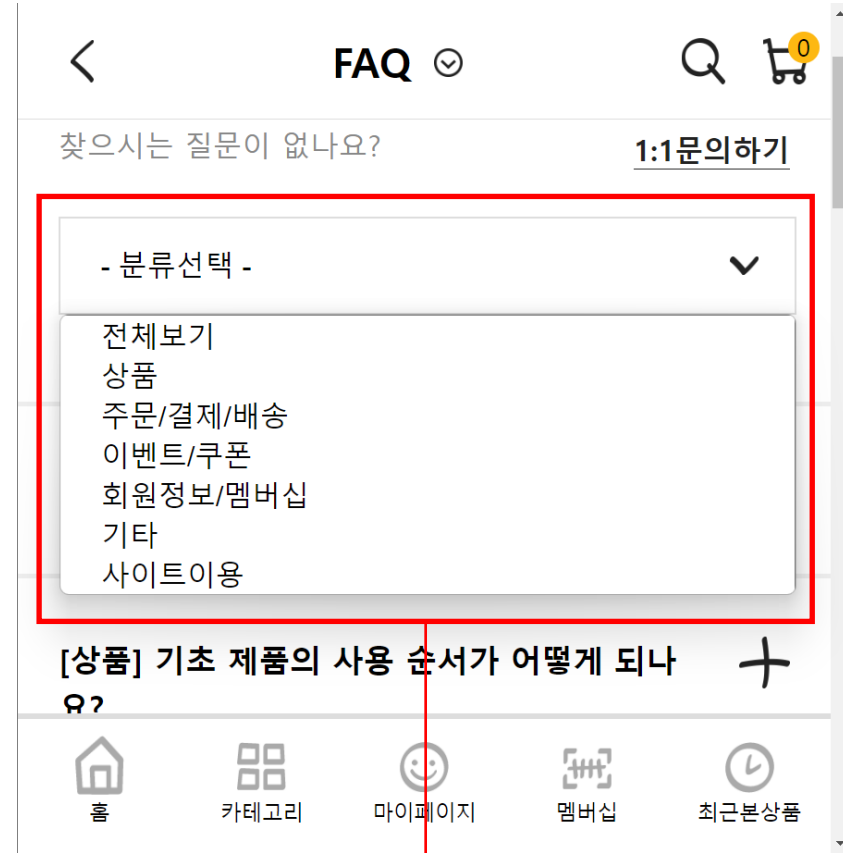 FAQ
0
찾으시는 질문이 없나요?
1:1문의하기
- 분류선택 -
전체보기
상품
주문/결제/배송
이벤트/쿠폰
회원정보/멤버십
기타
사이트이용
[상품] 기초 제품의 사용 순서가 어떻게 되나
요?
홈
카테고리
마이페이지
멤버십
최근본상품